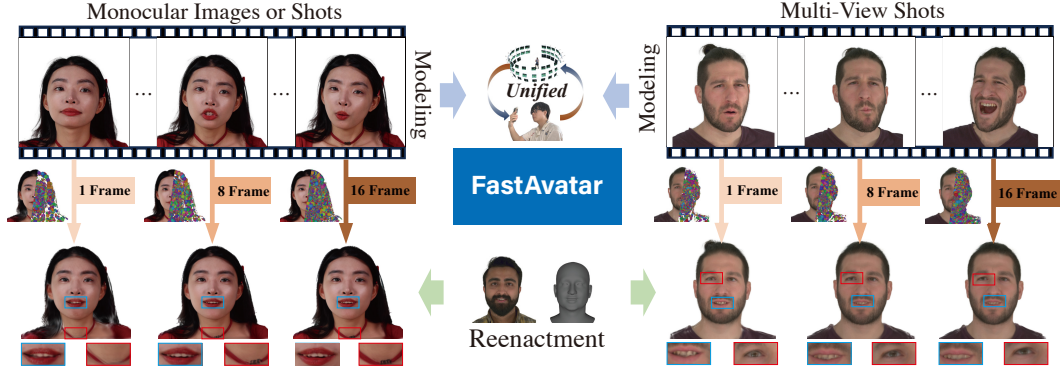 Monocular Images or Shots
Multi-View Shots
...
...
Modeling
Unified
Modeling
...
...
1 Frame
8 Frame
16 Frame
FastAvatar
1 Frame
8 Frame
16 Frame
Reenactment